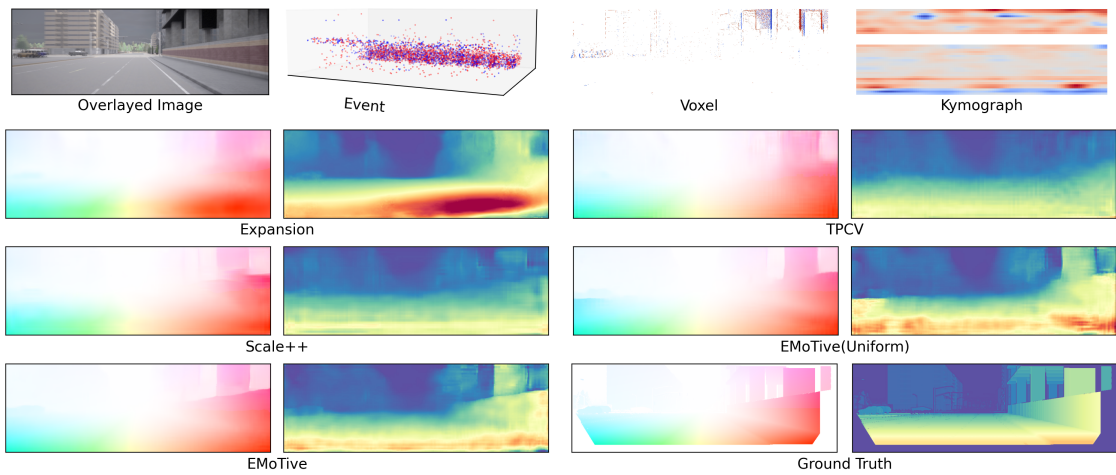 Overlayed Image
Event
Voxel
Kymograph
Expansion
TPCV
Scale++
EMoTive(Uniform)
EMoTive
Ground Truth